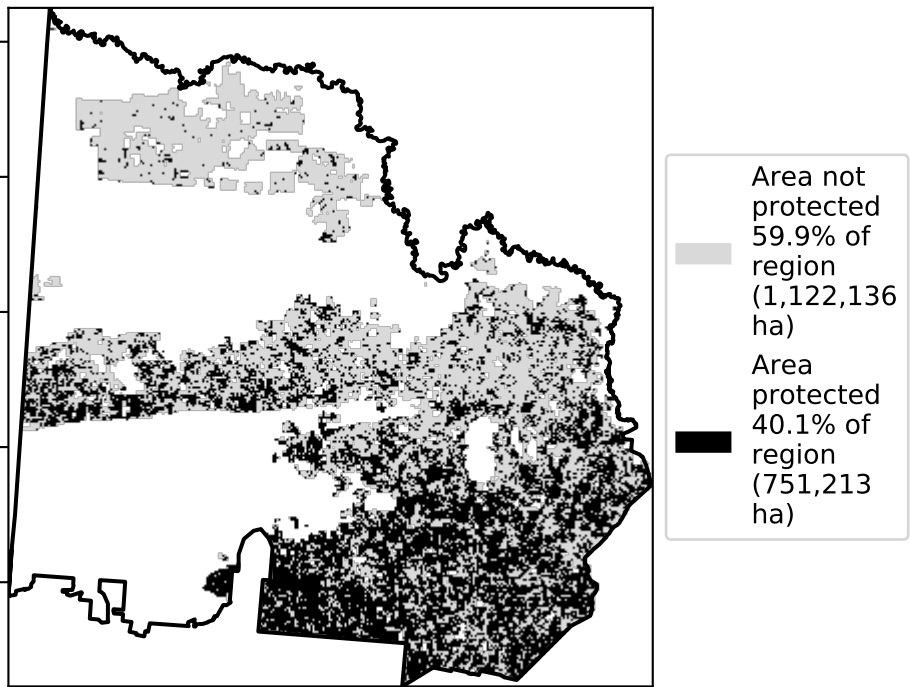 Area not
protected
59.9% of
region
(1,122,136
ha)
Area
protected
40.1% of
region
(751,213
ha)